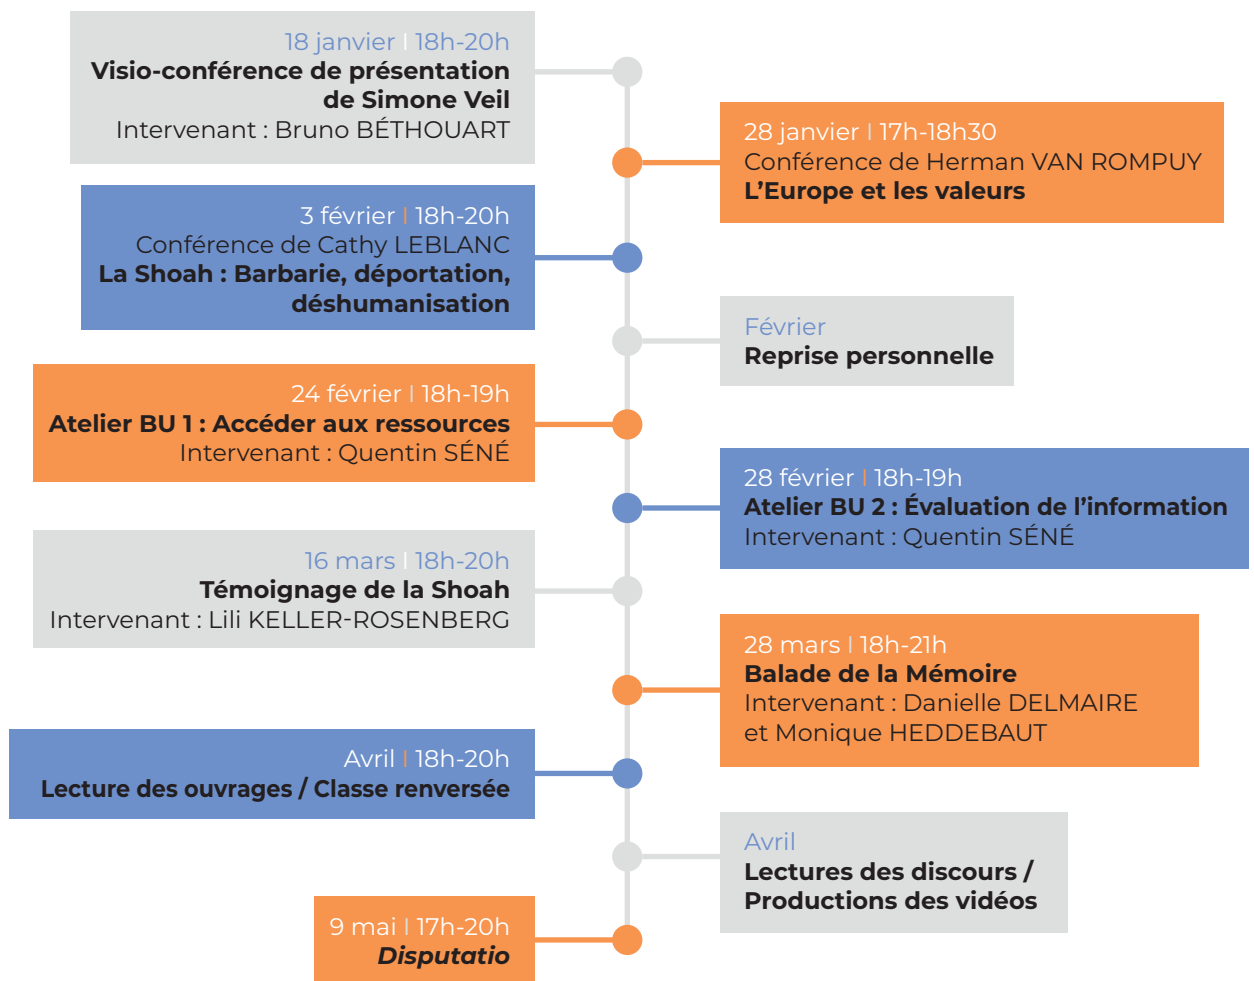 18 janvier | 18h-20h
Visio-conférence de présentation
de Simone Veil
Intervenant : Bruno BÉTHOUART
28 janvier | 17h-18h30
Conférence de Herman VAN ROMPUY
L’Europe et les valeurs
3 février | 18h-20h
Conférence de Cathy LEBLANC
La Shoah : Barbarie, déportation,
déshumanisation
Février
Reprise personnelle
24 février | 18h-19h
Atelier BU 1 : Accéder aux ressources
Intervenant : Quentin SÉNÉ
28 février | 18h-19h
Atelier BU 2 : Évaluation de l’information
Intervenant : Quentin SÉNÉ
16 mars | 18h-20h
Témoignage de la Shoah
Intervenant : Lili KELLER-ROSENBERG
28 mars | 18h-21h
Balade de la Mémoire
Intervenant : Danielle DELMAIRE
et Monique HEDDEBAUT
Avril | 18h-20h
Lecture des ouvrages / Classe renversée
Avril
Lectures des discours /
Productions des vidéos
9 mai | 17h-20h
Disputatio